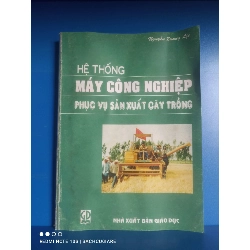 HỆ THỐNG
MÁY CÔNG NGHIỆP
PHỤC VỤ SẢN XUẤT CÂY TRỒNG
NHÀ XUẤT BẢN GIÁO DỤC